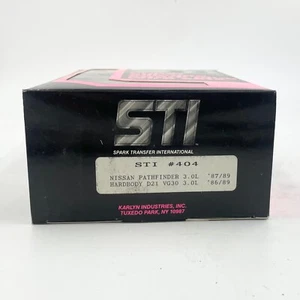 STI
SPARK TRANSFER INTERNATIONAL
STI #404
NISSAN PATHFINDER 3.0L '87/89
HARDBODY D21 VG30 3.0L '86/89
KARLYN INDUSTRIES, INC.
TUXEDO PARK, NY 10987